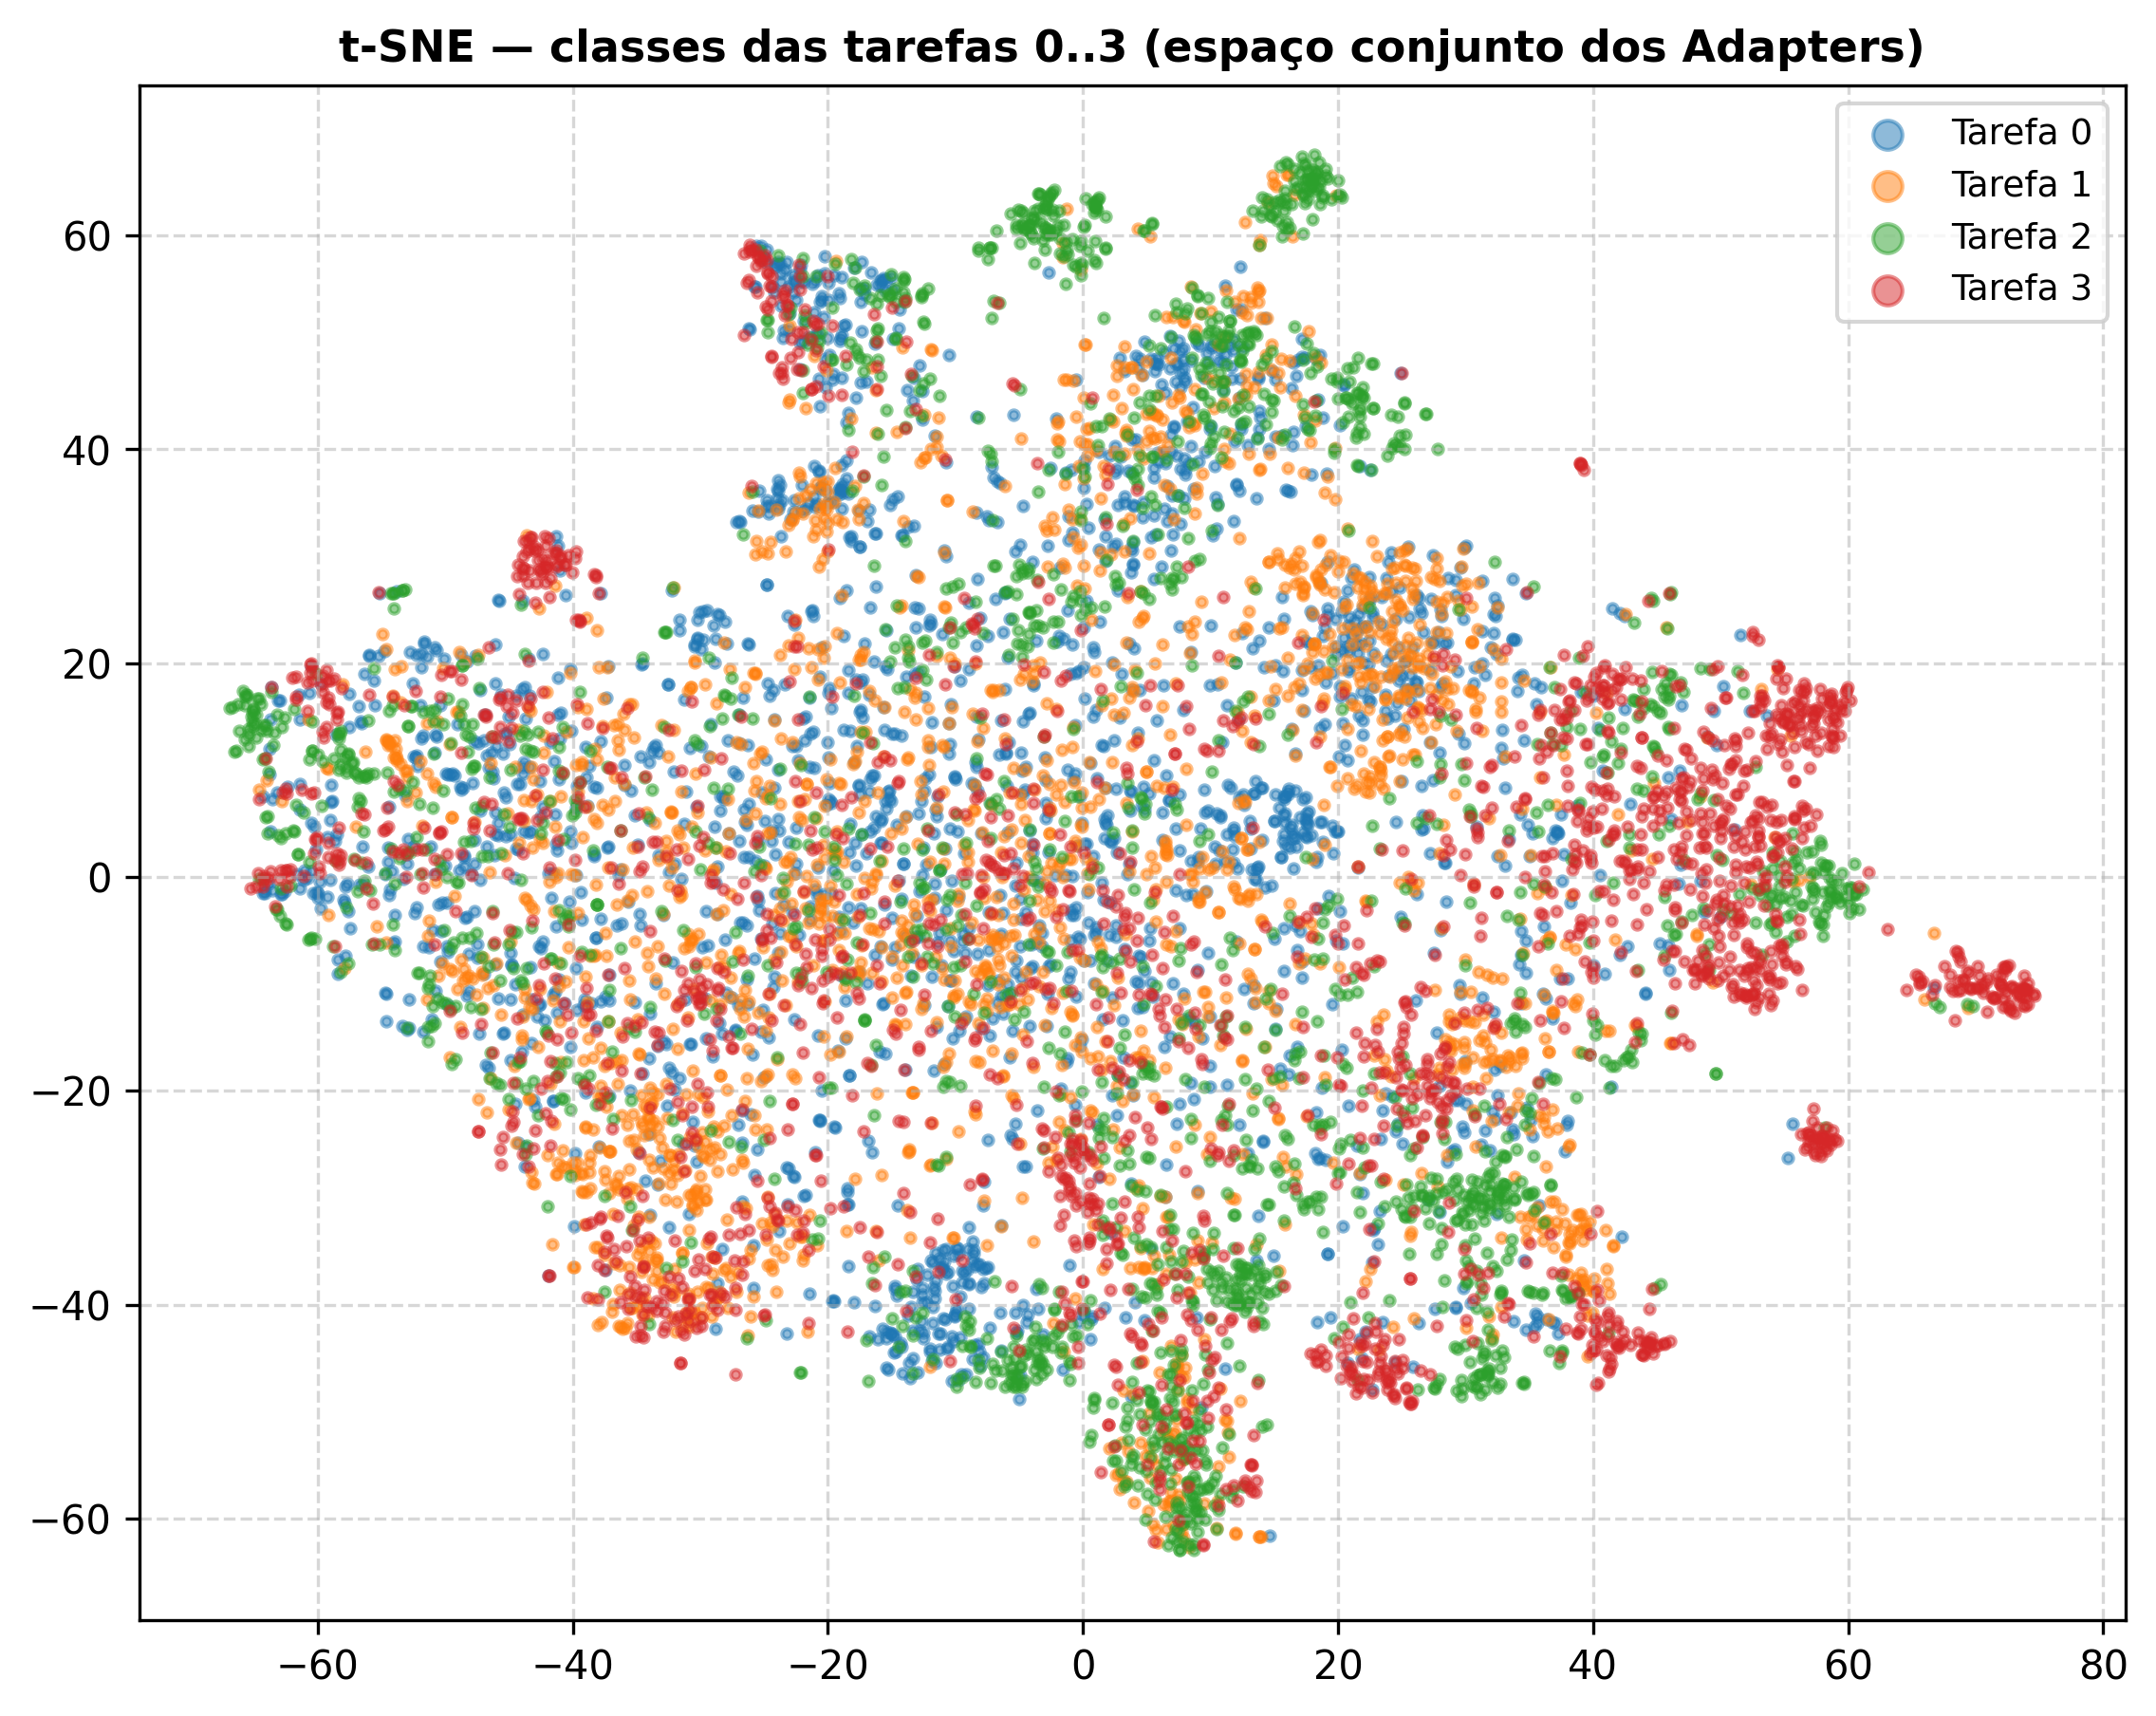 t-SNE — classes das tarefas 0..3 (espaço conjunto dos Adapters)
Tarefa 0
Tarefa 1
Tarefa 2
Tarefa 3
60
40
20
0
−20
−40
−60
−60 −40 −20 0 20 40 60 80